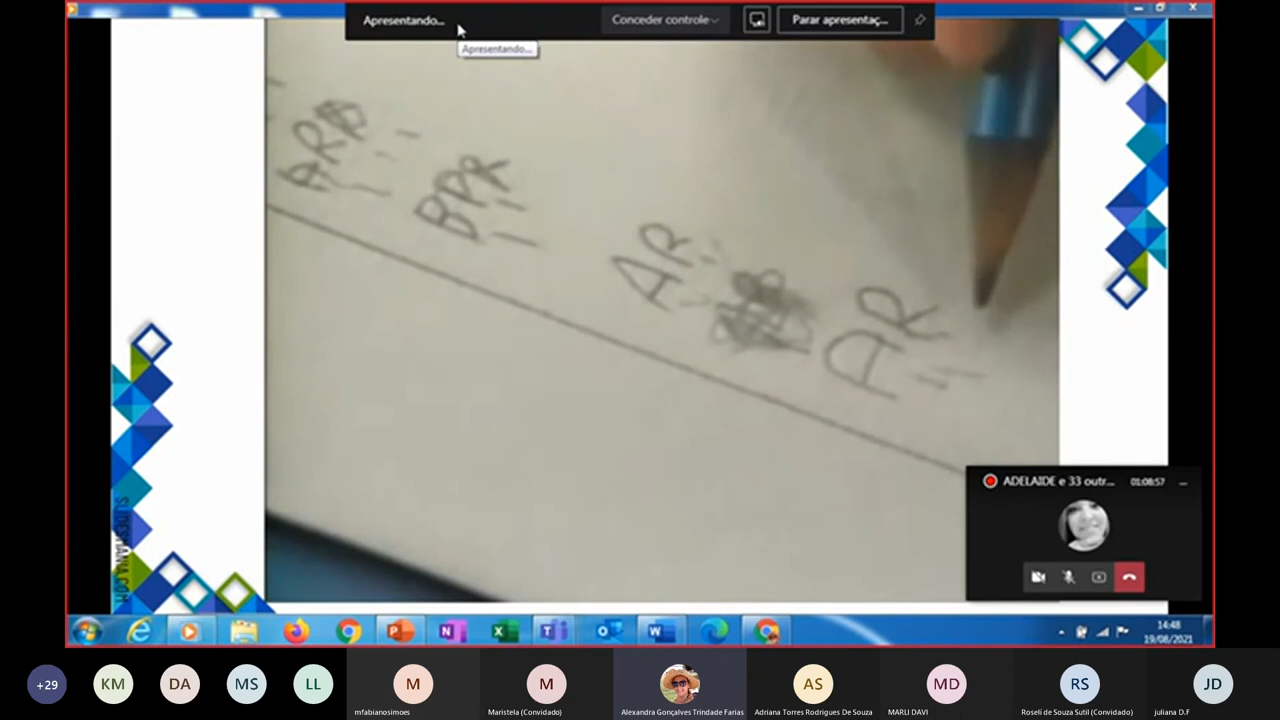 Apresentando...
Conceder controle
Parar apresentaç...
Apresentando...
BPR
AR
AR
ADELAIDE e 33 outr...
01:08:57
14:48
19/08/2021
+29
KM
DA
MS
LL
M
M
AS
MD
RS
JD
mfabianosimoes
Maristela (Convidado)
Alexandra Gonçalves Trindade Farias
Adriana Torres Rodrigues De Souza
MARLI DAVI
Roseli de Souza Sutil (Convidado)
juliana D.F